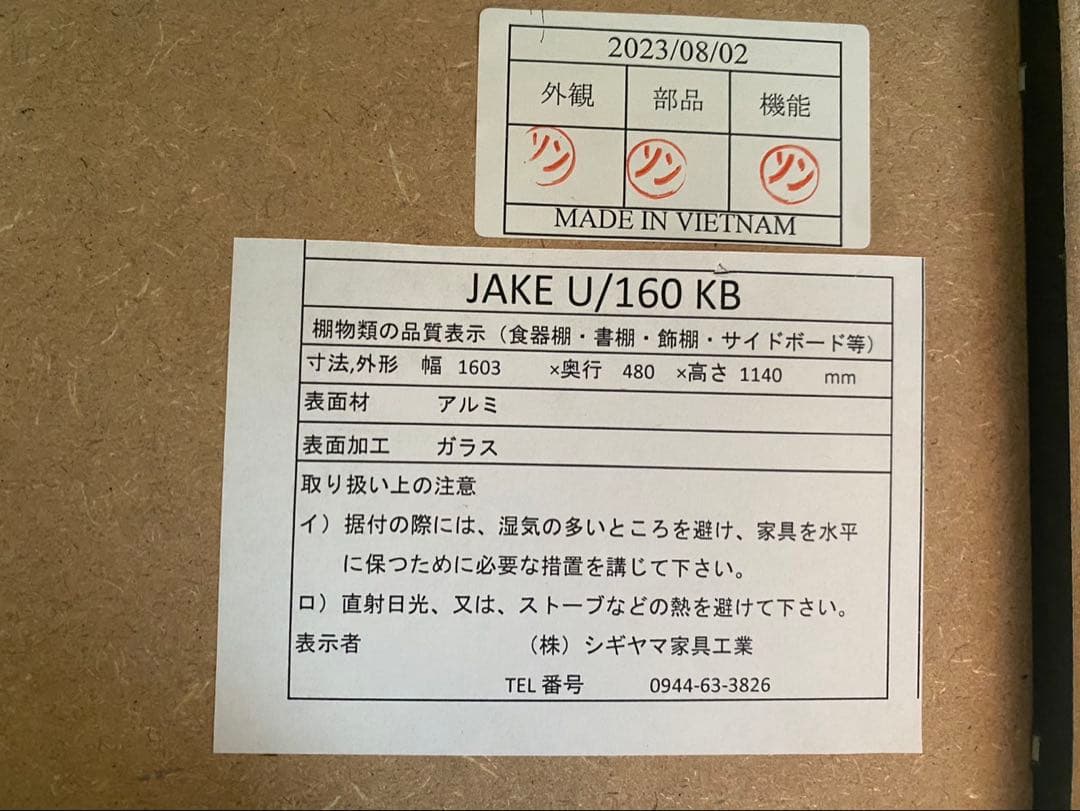 2023/08/02
外観 部品 機能
リン リン リン
MADE IN VIETNAM
JAKE U/160 KB
棚物類の品質表示（食器棚・書棚・飾棚・サイドボード等）
寸法,外形 幅 1603 ×奥行 480 ×高さ 1140 mm
表面材 アルミ
表面加工 ガラス
取り扱い上の注意
イ）据付の際には、湿気の多いところを避け、家具を水平
に保つために必要な措置を講じて下さい。
ロ）直射日光、又は、ストーブなどの熱を避けて下さい。
表示者 （株）シギヤマ家具工業
TEL 番号 0944-63-3826